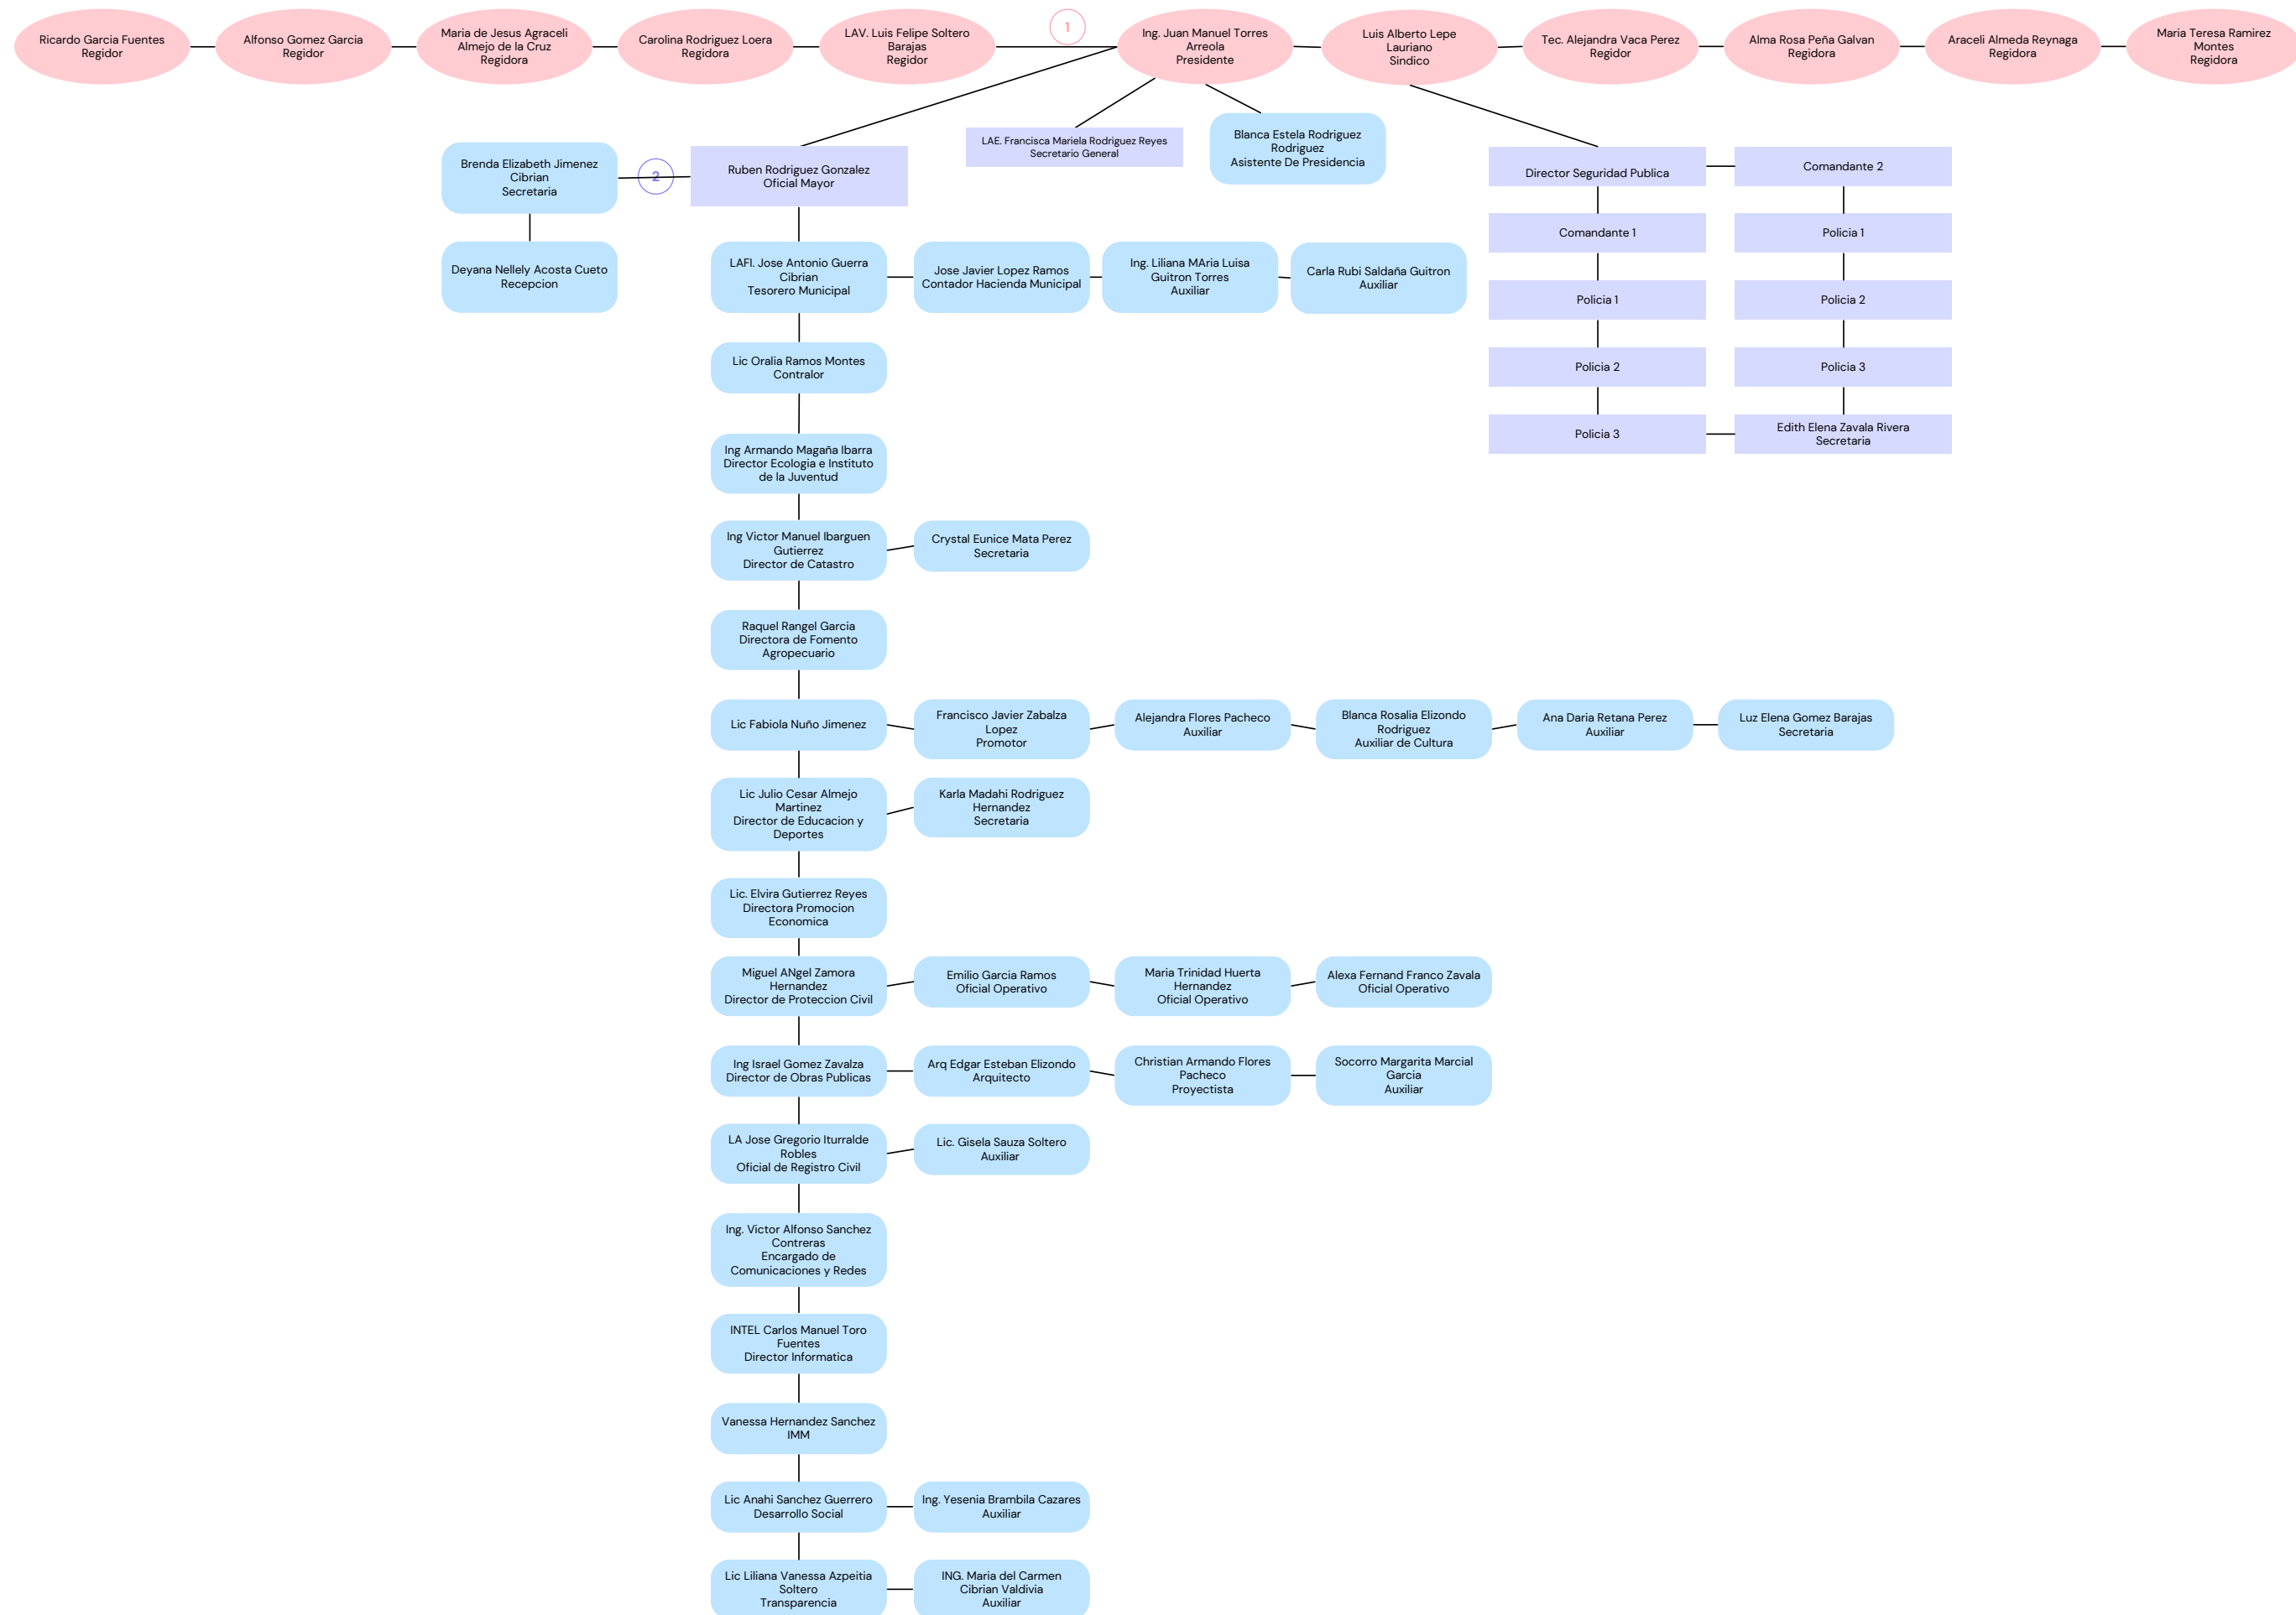 Ricardo Garcia Fuentes
Regidor
Alfonso Gomez Garcia
Regidor
Maria de Jesus Agraceli
Almejo de la Cruz
Regidora
Carolina Rodriguez Loera
Regidora
LAV. Luis Felipe Soltero
Barajas
Regidor
1
Ing. Juan Manuel Torres
Arreola
Presidente
Luis Alberto Lepe
Lauriano
Sindico
Tec. Alejandra Vaca Perez
Regidor
Alma Rosa Peña Galvan
Regidora
Araceli Almeda Reynaga
Regidora
Maria Teresa Ramirez
Montes
Regidora
Brenda Elizabeth Jimenez
Cibrian
Secretaria
2
Ruben Rodriguez Gonzalez
Oficial Mayor
LAE. Francisca Mariela Rodriguez Reyes
Secretario General
Blanca Estela Rodriguez
Rodriguez
Asistente De Presidencia
Director Seguridad Publica
Comandante 2
Deyana Nellely Acosta Cueto
Recepcion
LAFI. Jose Antonio Guerra
Cibrian
Tesorero Municipal
Jose Javier Lopez Ramos
Contador Hacienda Municipal
Ing. Liliana MAria Luisa
Guitron Torres
Auxiliar
Carla Rubi Saldaña Guitron
Auxiliar
Comandante 1
Policia 1
Policia 1
Policia 2
Lic Oralia Ramos Montes
Contralor
Policia 2
Policia 3
Policia 3
Edith Elena Zavala Rivera
Secretaria
Ing Armando Magaña Ibarra
Director Ecologia e Instituto
de la Juventud
Ing Victor Manuel Ibarguen
Gutierrez
Director de Catastro
Crystal Eunice Mata Perez
Secretaria
Raquel Rangel Garcia
Directora de Fomento
Agropecuario
Lic Fabiola Nuño Jimenez
Francisco Javier Zabalza
Lopez
Promotor
Alejandra Flores Pacheco
Auxiliar
Blanca Rosalia Elizondo
Rodriguez
Auxiliar de Cultura
Ana Daria Retana Perez
Auxiliar
Luz Elena Gomez Barajas
Secretaria
Lic Julio Cesar Almejo
Martinez
Director de Educacion y
Deportes
Karla Madahi Rodriguez
Hernandez
Secretaria
Lic. Elvira Gutierrez Reyes
Directora Promocion
Economica
Miguel ANgel Zamora
Hernandez
Director de Proteccion Civil
Emilio Garcia Ramos
Oficial Operativo
Maria Trinidad Huerta
Hernandez
Oficial Operativo
Alexa Fernand Franco Zavala
Oficial Operativo
Ing Israel Gomez Zavalza
Director de Obras Publicas
Arq Edgar Esteban Elizondo
Arquitecto
Christian Armando Flores
Pacheco
Proyectista
Socorro Margarita Marcial
Garcia
Auxiliar
LA Jose Gregorio Iturralde
Robles
Oficial de Registro Civil
Lic. Gisela Sauza Soltero
Auxiliar
Ing. Victor Alfonso Sanchez
Contreras
Encargado de
Comunicaciones y Redes
INTEL Carlos Manuel Toro
Fuentes
Director Informatica
Vanessa Hernandez Sanchez
IMM
Lic Anahi Sanchez Guerrero
Desarrollo Social
Ing. Yesenia Brambila Cazares
Auxiliar
Lic Liliana Vanessa Azpeitia
Soltero
Transparencia
ING. Maria del Carmen
Cibrian Valdivia
Auxiliar